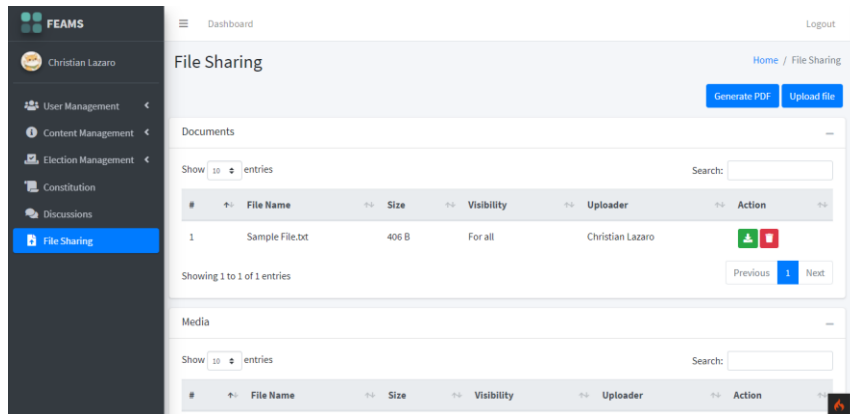 FEAMS
Dashboard
Logout
Christian Lazaro
File Sharing
Home / File Sharing
User Management
Content Management
Election Management
Constitution
Discussions
File Sharing
Generate PDF
Upload file
Documents
Show 10 entries
Search:
# File Name Size Visibility Uploader Action
1 Sample File.txt 406 B For all Christian Lazaro
Showing 1 to 1 of 1 entries
Previous 1 Next
Media
Show 10 entries
Search:
# File Name Size Visibility Uploader Action